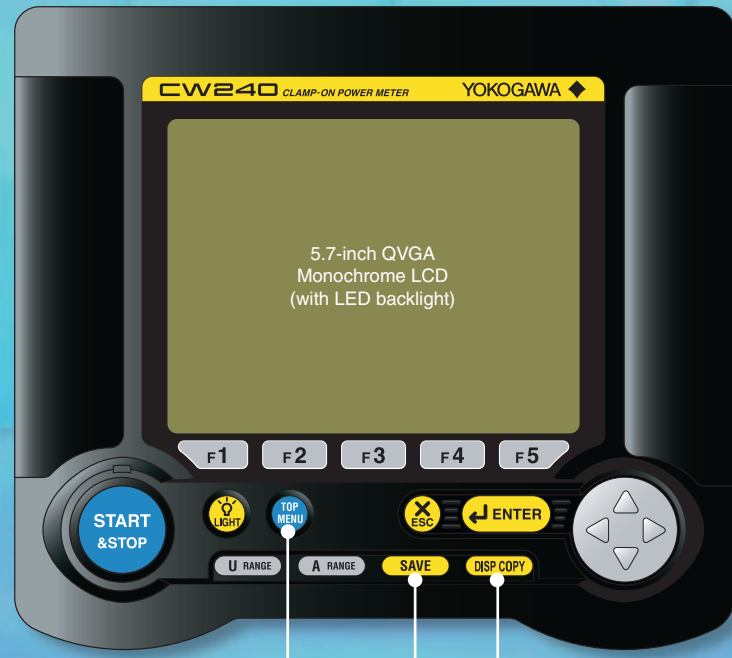 CW240 CLAMP-ON POWER METER YOKOGAWA
5.7-inch QVGA
Monochrome LCD
(with LED backlight)
F1 F2 F3 F4 F5
START
&STOP
LIGHT
TOP
MENU
ESC
ENTER
U RANGE A RANGE SAVE DISP COPY